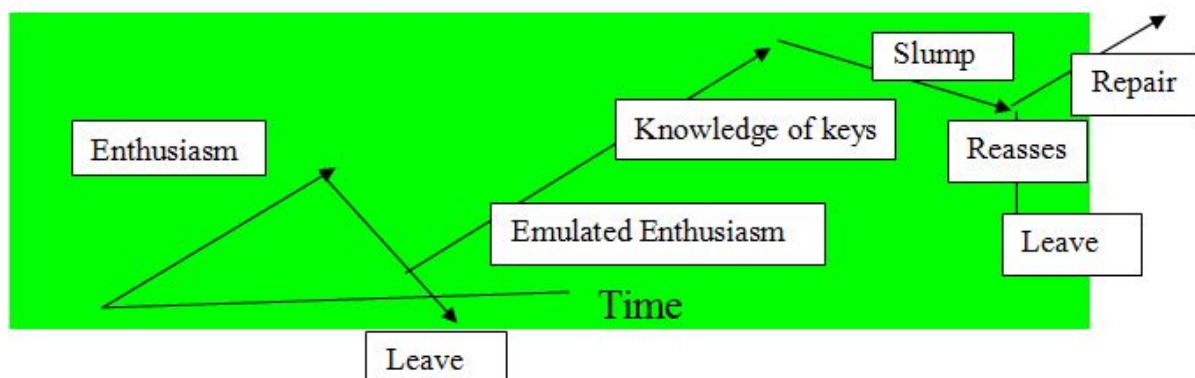 Slump
Repair
Knowledge of keys
Enthusiasm
Reasses
Emulated Enthusiasm
Leave
Time
Leave